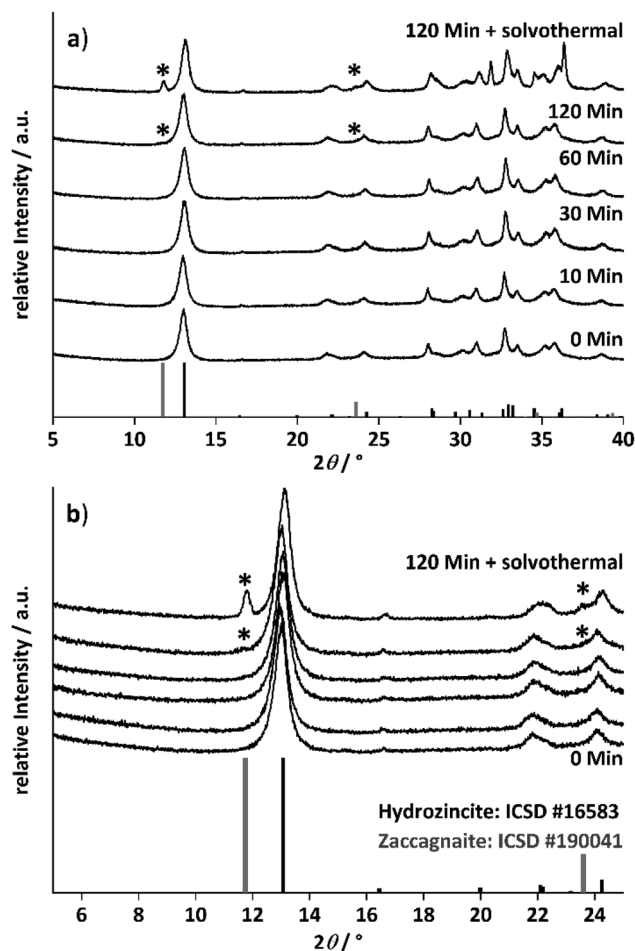 a)
120 Min + solvothermal
* *
120 Min
* *
60 Min
30 Min
10 Min
0 Min
relative Intensity / a.u.
5 10 15 20 25 30 35 40
2θ / °
b)
120 Min + solvothermal
* *
* *
0 Min
relative Intensity / a.u.
Hydrozincite: ICSD #16583
Zaccagnaite: ICSD #190041
6 8 10 12 14 16 18 20 22 24
2θ / °